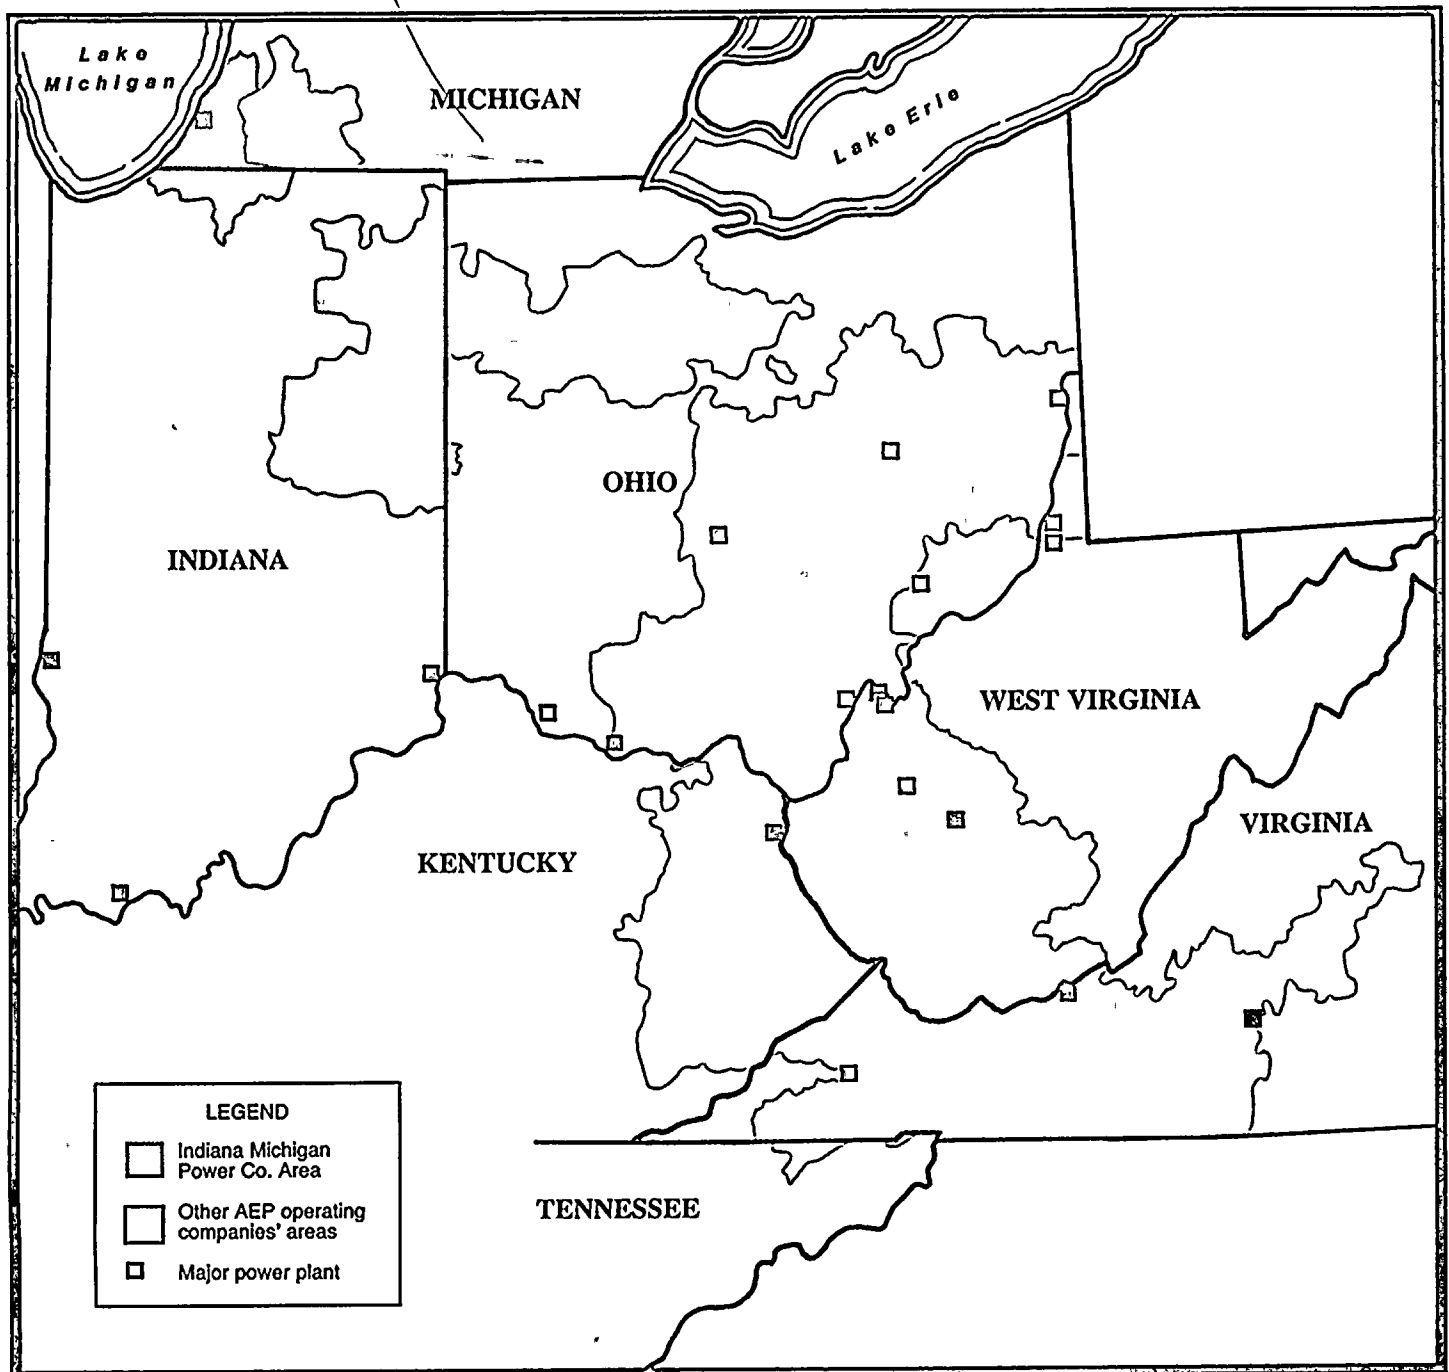 Lake
Michigan
MICHIGAN
Lake Erie
OHIO
INDIANA
WEST VIRGINIA
VIRGINIA
KENTUCKY
LEGEND
Indiana Michigan
Power Co. Area
Other AEP operating
companies' areas
Major power plant
TENNESSEE